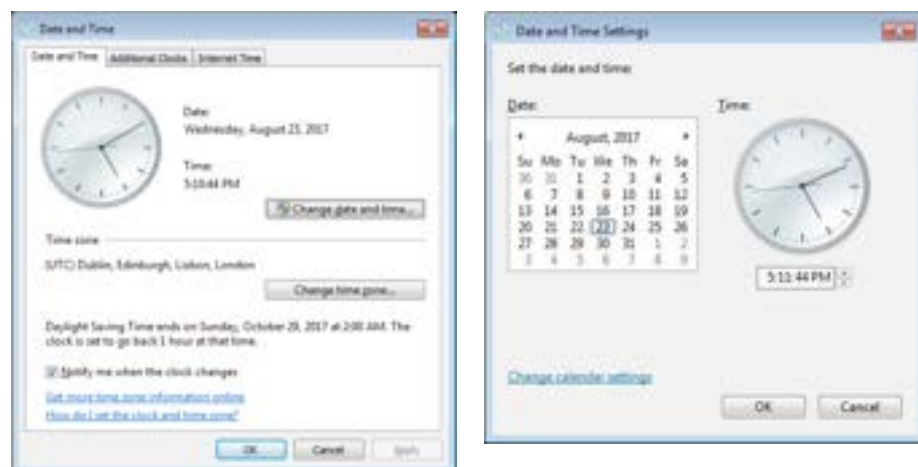 Date and Time
Date and Time Additional Clocks Internet Time
Date:
Wednesday, August 23, 2017
Time:
5:10:44 PM
Change date and time...
Time zone
(UTC) Dublin, Edinburgh, Lisbon, London
Change time zone...
Daylight Saving Time ends on Sunday, October 29, 2017 at 2:00 AM. The
clock is set to go back 1 hour at that time.
Notify me when the clock changes
Get more time zone information online
How do I set the clock and time zone?
OK Cancel Apply
Date and Time Settings
Set the date and time:
Date: Time:
August, 2017
Su Mo Tu We Th Fr Sa
30 31 1 2 3 4 5
6 7 8 9 10 11 12
13 14 15 16 17 18 19
20 21 22 23 24 25 26
27 28 29 30 31 1 2
3 4 5 6 7 8 9
5:11:44 PM
Change calendar settings
OK Cancel